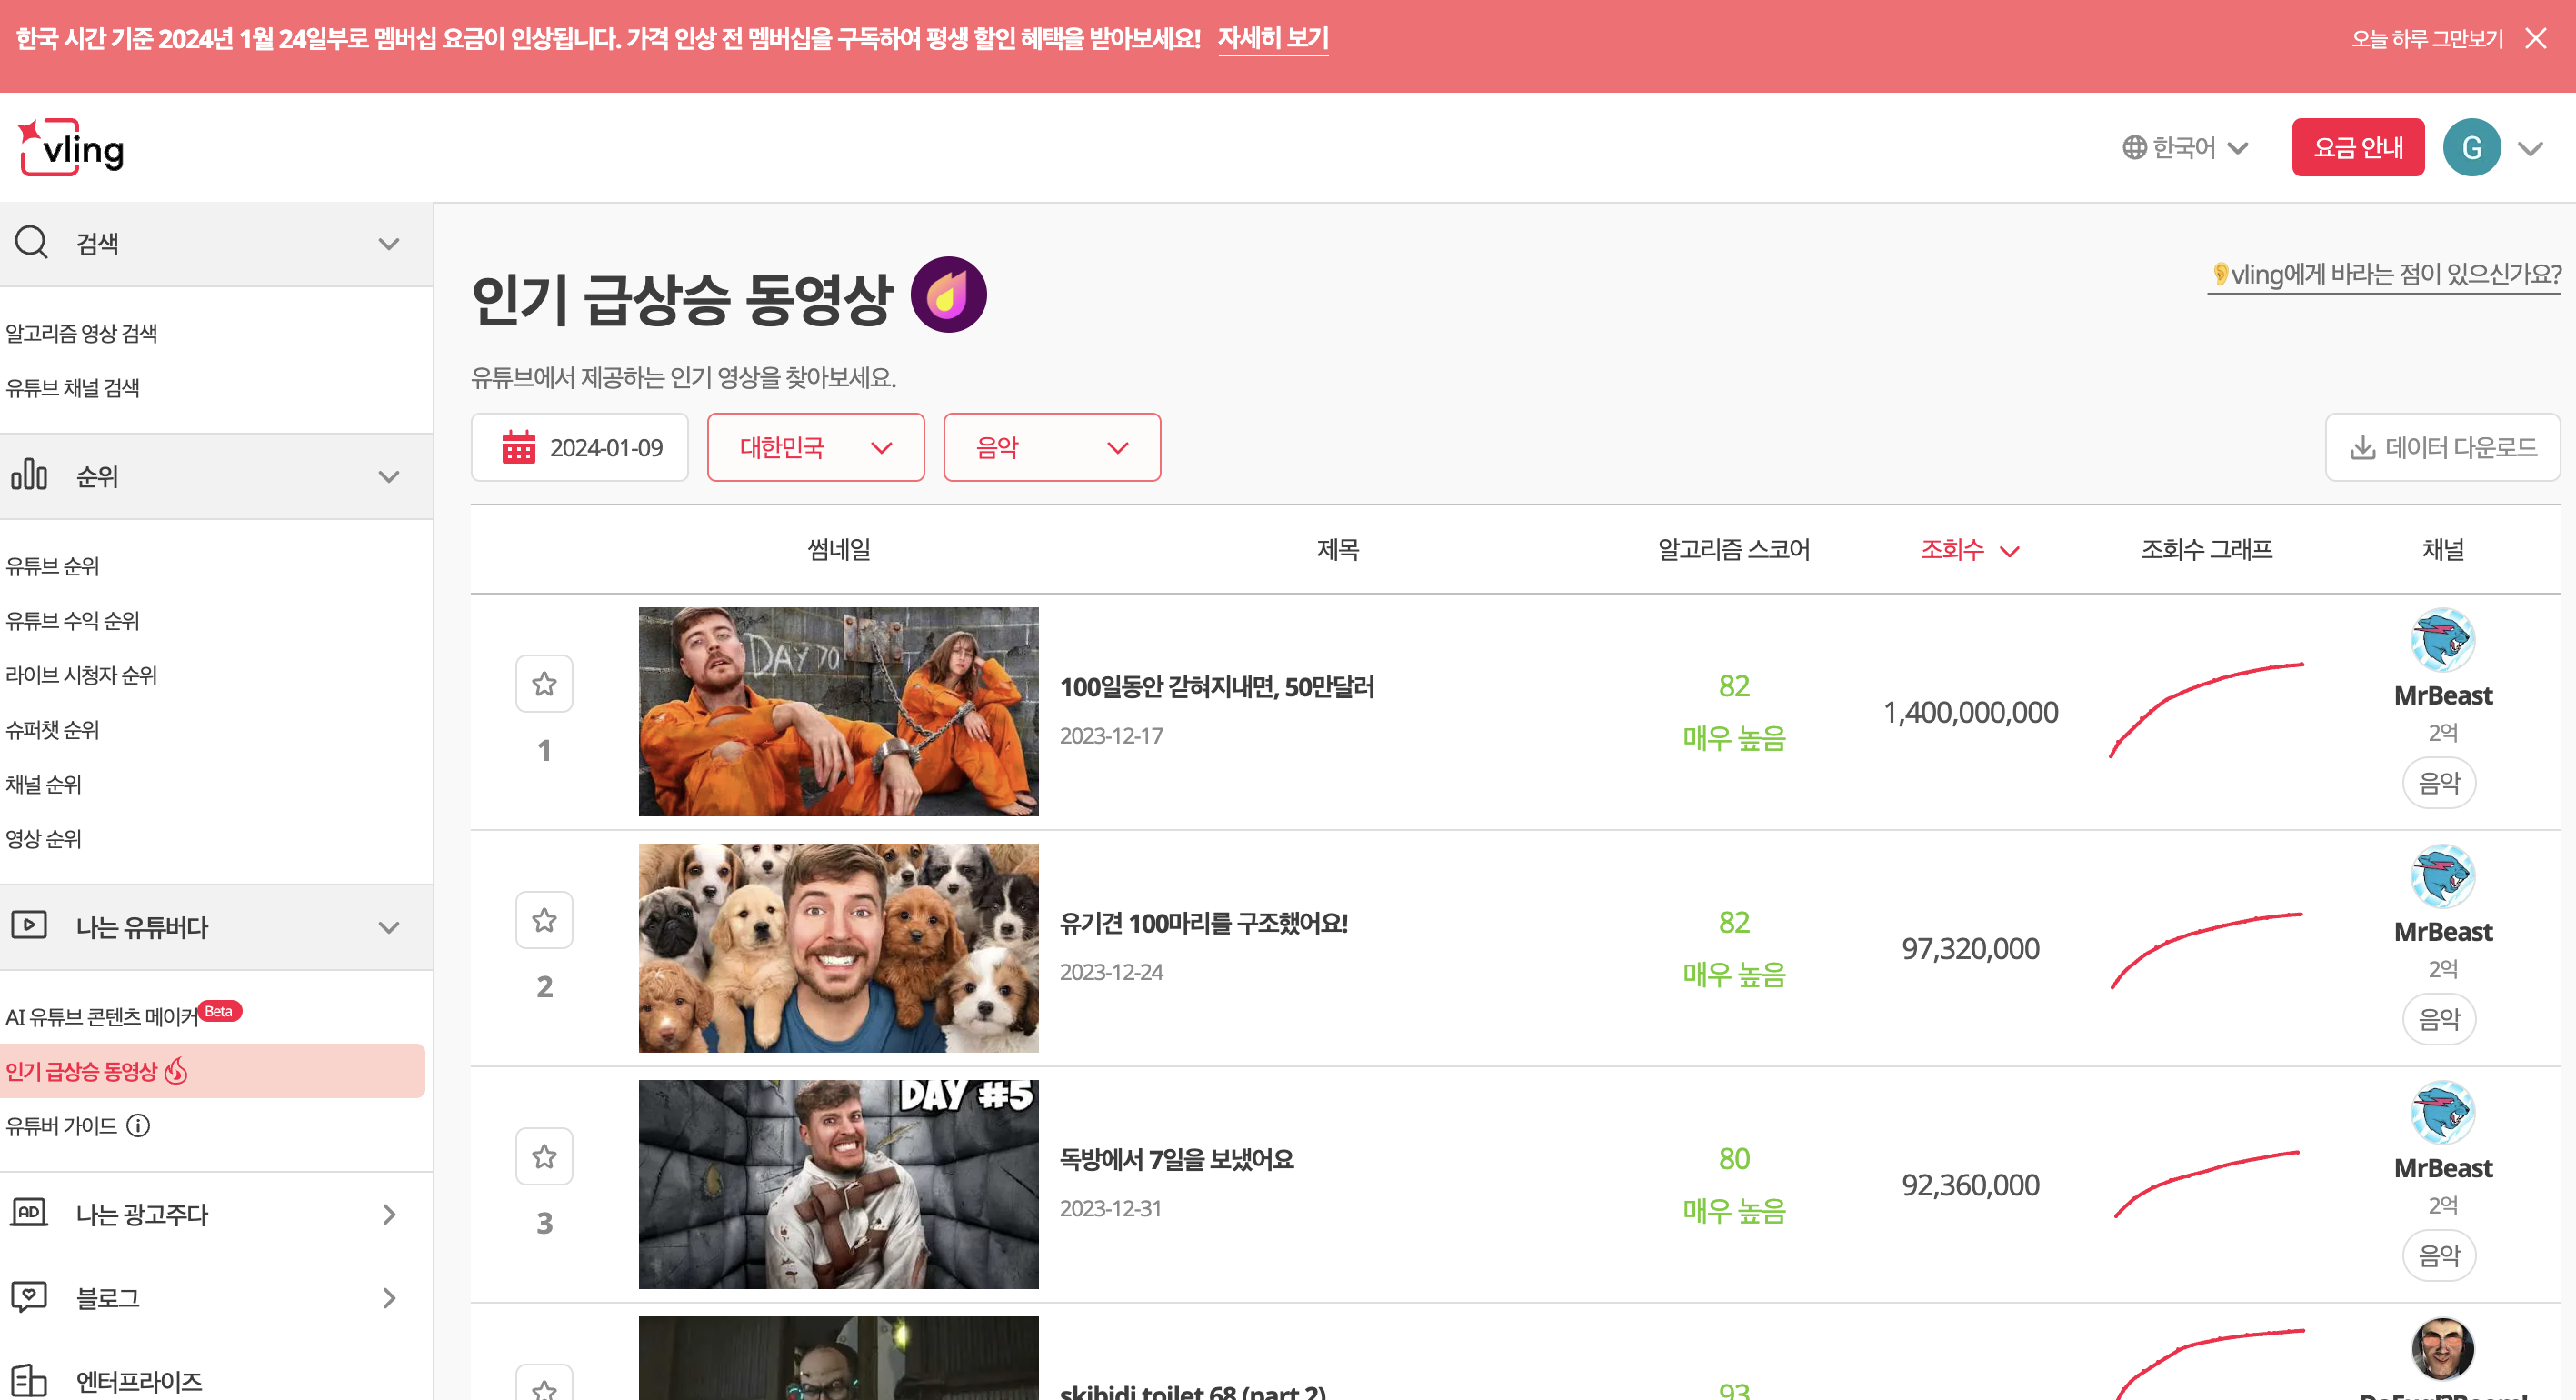 한국 시간 기준 2024년 1월 24일부로 멤버십 요금이 인상됩니다. 가격 인상 전 멤버십을 구독하여 평생 할인 혜택을 받아보세요! 자세히 보기
오늘 하루 그만보기
vling
한국어
요금 안내
G
검색
알고리즘 영상 검색
유튜브 채널 검색
순위
유튜브 순위
유튜브 수익 순위
라이브 시청자 순위
슈퍼챗 순위
채널 순위
영상 순위
나는 유튜버다
AI 유튜브 콘텐츠 메이커 Beta
인기 급상승 동영상
유튜버 가이드
AD 나는 광고주다
블로그
엔터프라이즈
인기 급상승 동영상
vling에게 바라는 점이 있으신가요?
유튜브에서 제공하는 인기 영상을 찾아보세요.
2024-01-09
대한민국
음악
데이터 다운로드
썸네일 제목 알고리즘 스코어 조회수 조회수 그래프 채널
1
DAY 70
100일동안 갇혀지내면, 50만달러
2023-12-17
82
매우 높음
1,400,000,000
MrBeast
2억
음악
2
유기견 100마리를 구조했어요!
2023-12-24
82
매우 높음
97,320,000
MrBeast
2억
음악
3
DAY #5
독방에서 7일을 보냈어요
2023-12-31
80
매우 높음
92,360,000
MrBeast
2억
음악
skibidi toilet 68 (part 2)
93